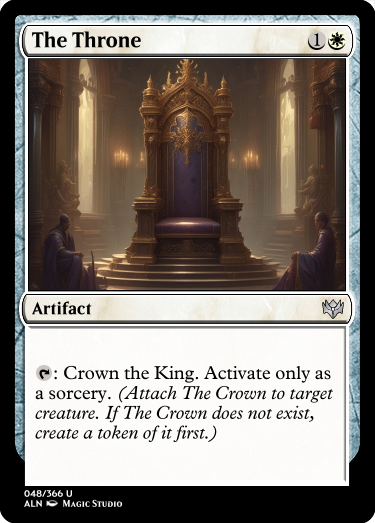 The Throne 1
Artifact
: Crown the King. Activate only as
a sorcery. (Attach The Crown to target
creature. If The Crown does not exist,
create a token of it first.)
048/366 U
ALN Magic Studio